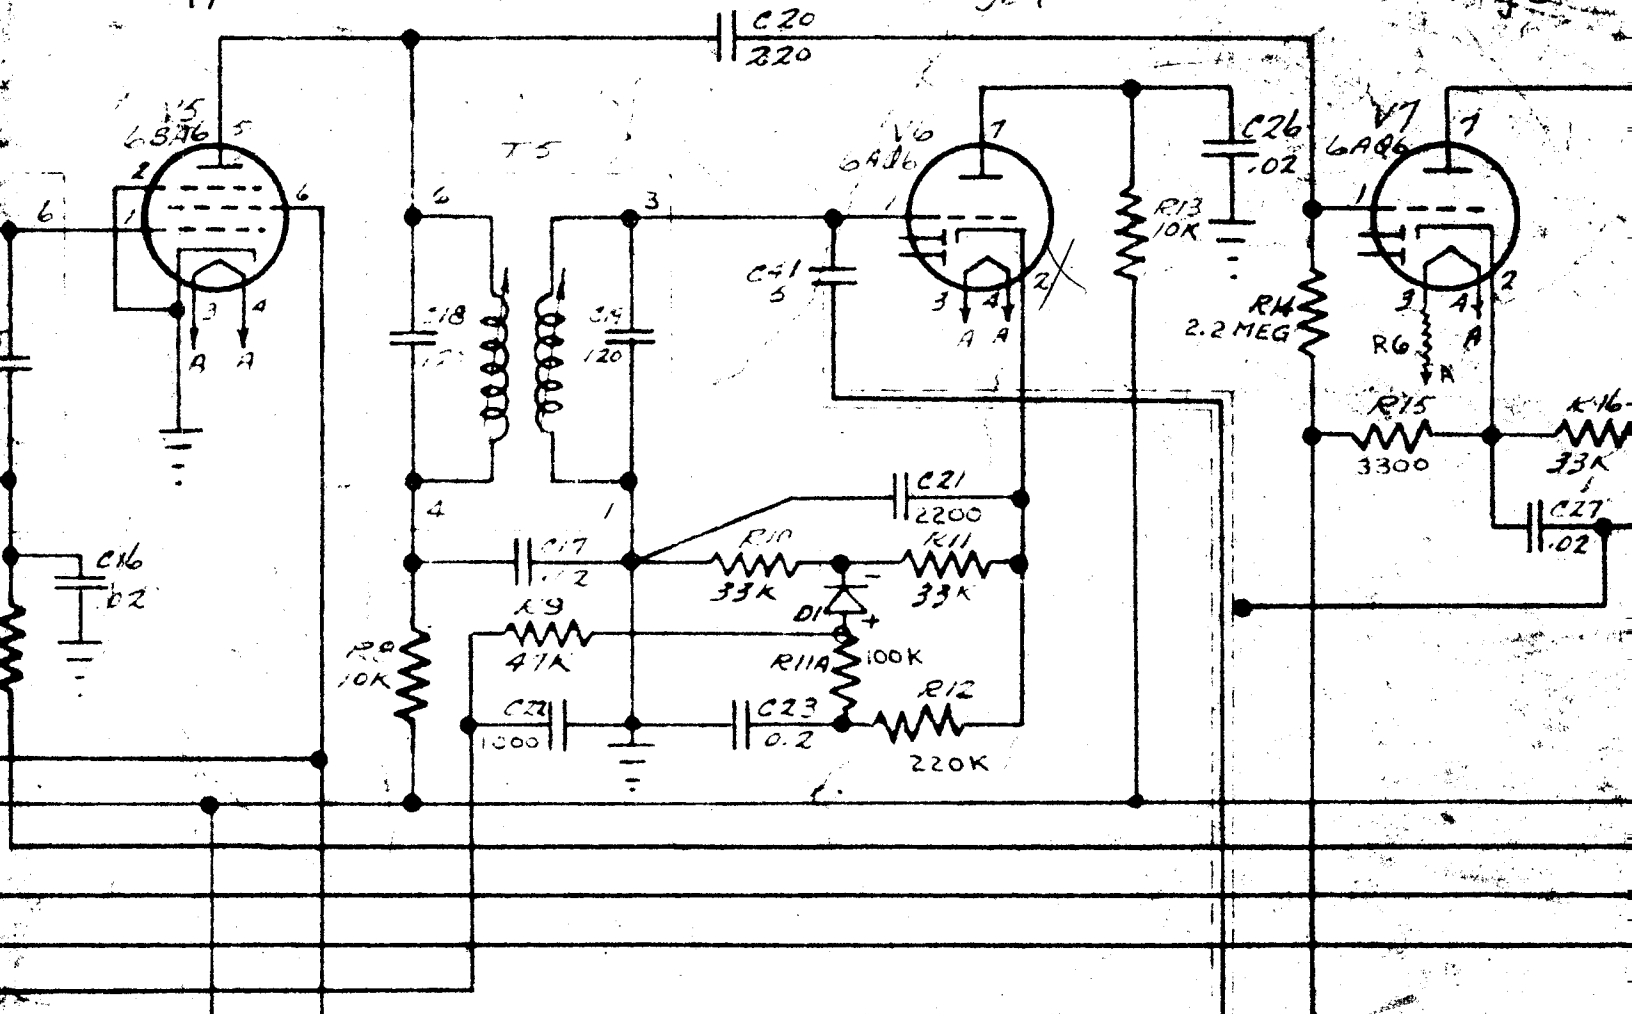 C20
220
V5
6BA6
5
2
6
1
6
3
4
A
A
T5
6
3
C18
C19
120
4
1
V6
6AQ6
7
1
2
3
4
A
A
C41
5
R13
10K
C26
.02
V7
6AQ6
7
1
2
3
4
A
R6
A
R14
2.2 MEG
R15
3300
R16
33K
C27
.02
C21
2200
C16
02
C17
R10
33K
R11
33K
D1
-
+
R9
47K
R11A
100K
10K
C22
1000
C23
0.2
R12
220K